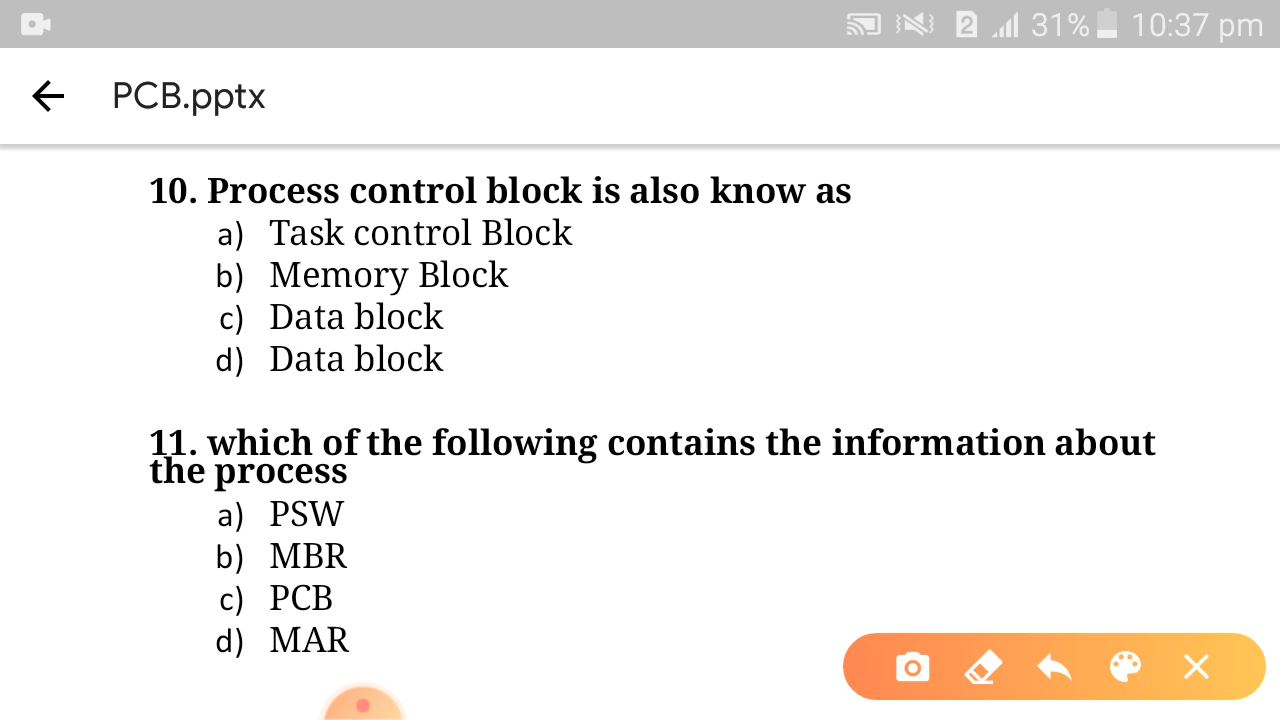 2 31% 10:37 pm
PCB.pptx
10. Process control block is also know as
a) Task control Block
b) Memory Block
c) Data block
d) Data block
11. which of the following contains the information about
the process
a) PSW
b) MBR
c) PCB
d) MAR